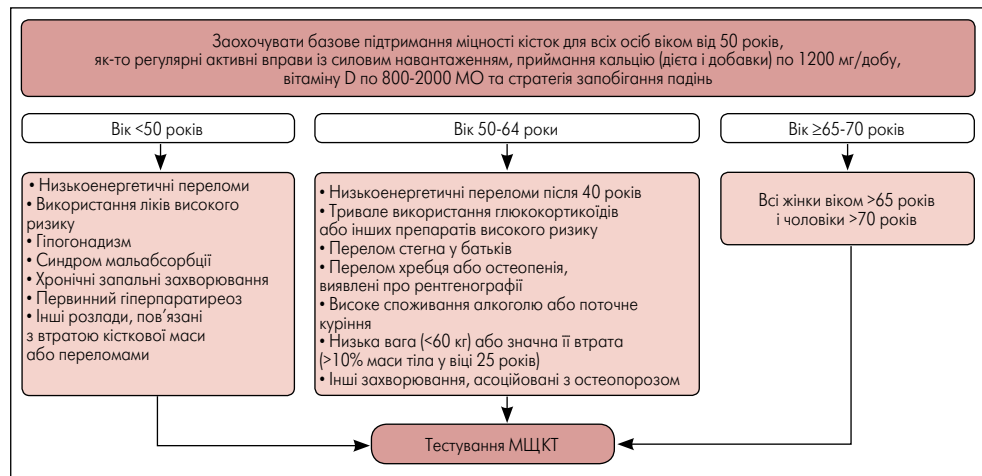 Заохочувати базове підтримання міцності кісток для всіх осіб віком від 50 років,
як-то регулярні активні вправи із силовим навантаженням, приймання кальцію (дієта і добавки) по 1200 мг/добу,
вітаміну D по 800-2000 МО та стратегія запобігання падінь
Вік <50 років
• Низькоенергетичні переломи
• Використання ліків високого
ризику
• Гіпогонадизм
• Синдром мальабсорбції
• Хронічні запальні захворювання
• Первинний гіперпаратиреоз
• Інші розлади, пов’язані
з втратою кісткової маси
або переломами
Вік 50-64 роки
• Низькоенергетичні переломи після 40 років
• Тривале використання глюкокортикоїдів
або інших препаратів високого ризику
• Перелом стегна у батьків
• Перелом хребця або остеопенія,
виявлені про рентгенографії
• Високе споживання алкоголю або поточне
куріння
• Низька вага (<60 кг) або значна її втрата
(>10% маси тіла у віці 25 років)
• Інші захворювання, асоційовані з остеопорозом
Вік ≥65-70 років
Всі жінки віком >65 років
і чоловіки >70 років
Тестування МЩКТ